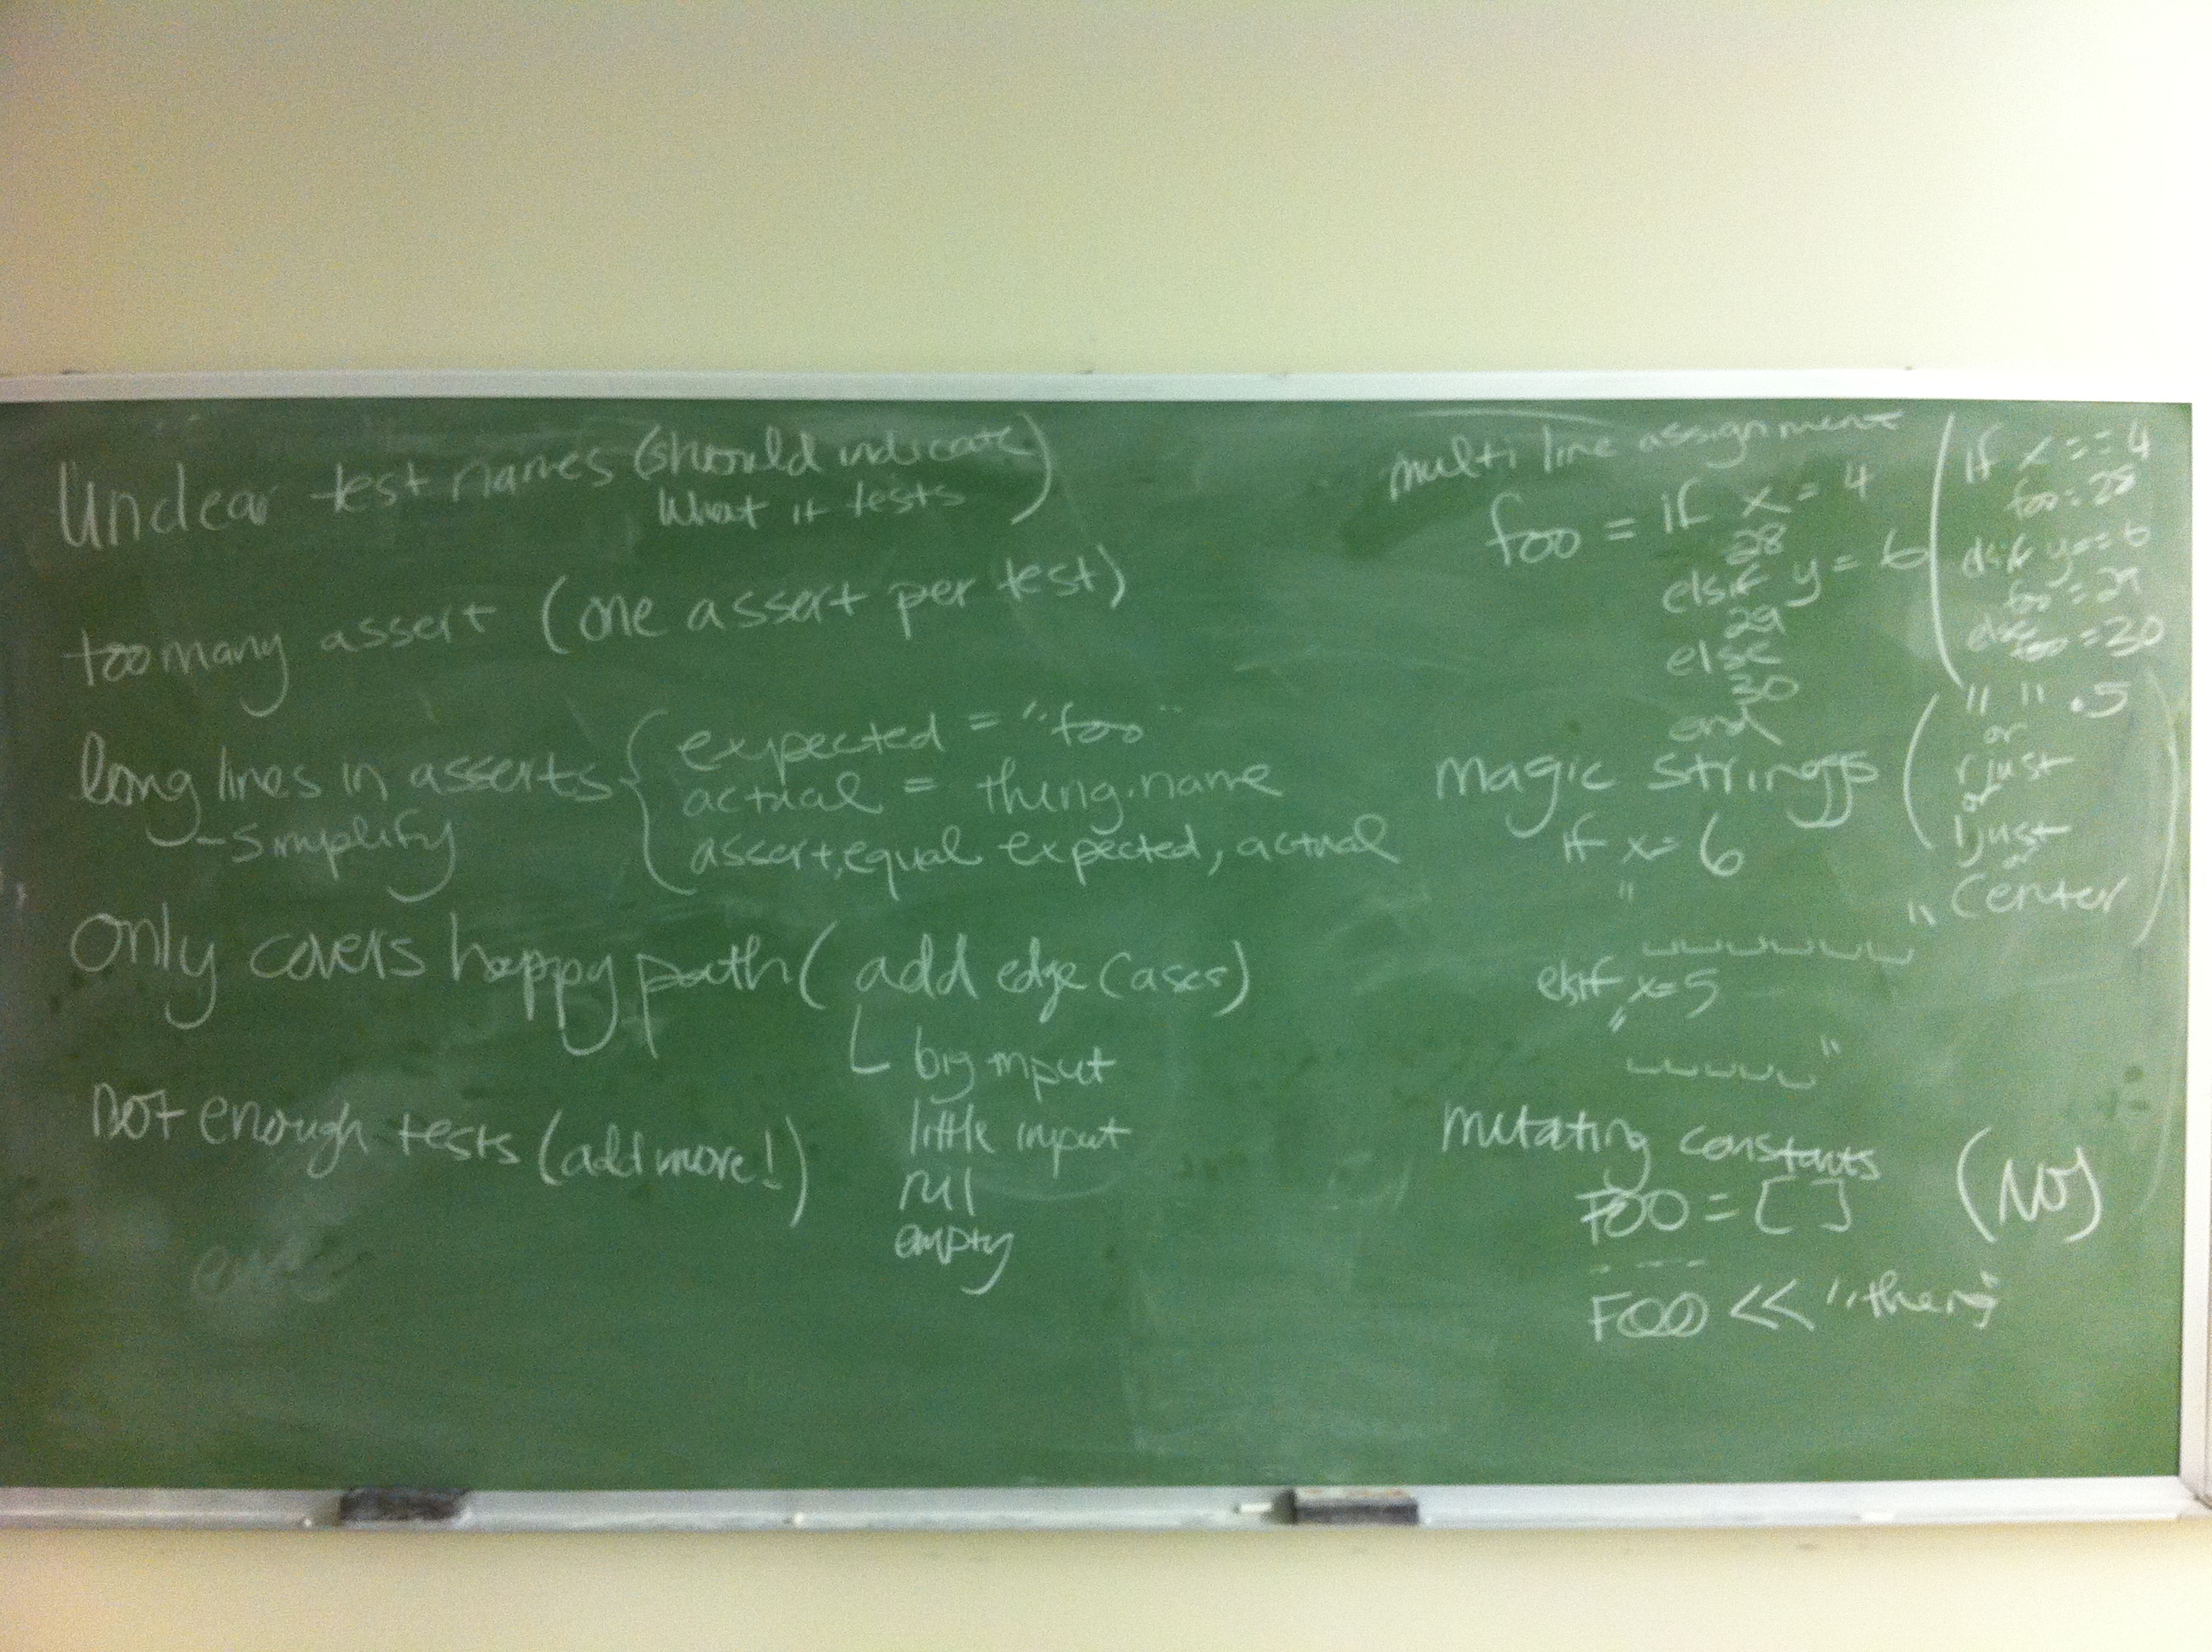 Unclear test names (should indicate
what it tests)
too many assert (one assert per test)
long lines in asserts
- simplify
{ expected = "foo"
actual = thing.name
assert_equal expected, actual
Only covers happy path (add edge cases)
big input
little input
nil
empty
not enough tests (add more!)
multi line assignment
foo = if x = 4
28
elsif y = 6
29
else
30
end
(if x == 4
foo = 28
elsif y == 6
foo = 29
else
foo = 30
magic strings
if x = 6
"
"
elsif x = 5
"
"
(" " . 5
or
rjust
or
ljust
or
center)
mutating constants (NO)
FOO = [ ]
- - - -
FOO << "thing"